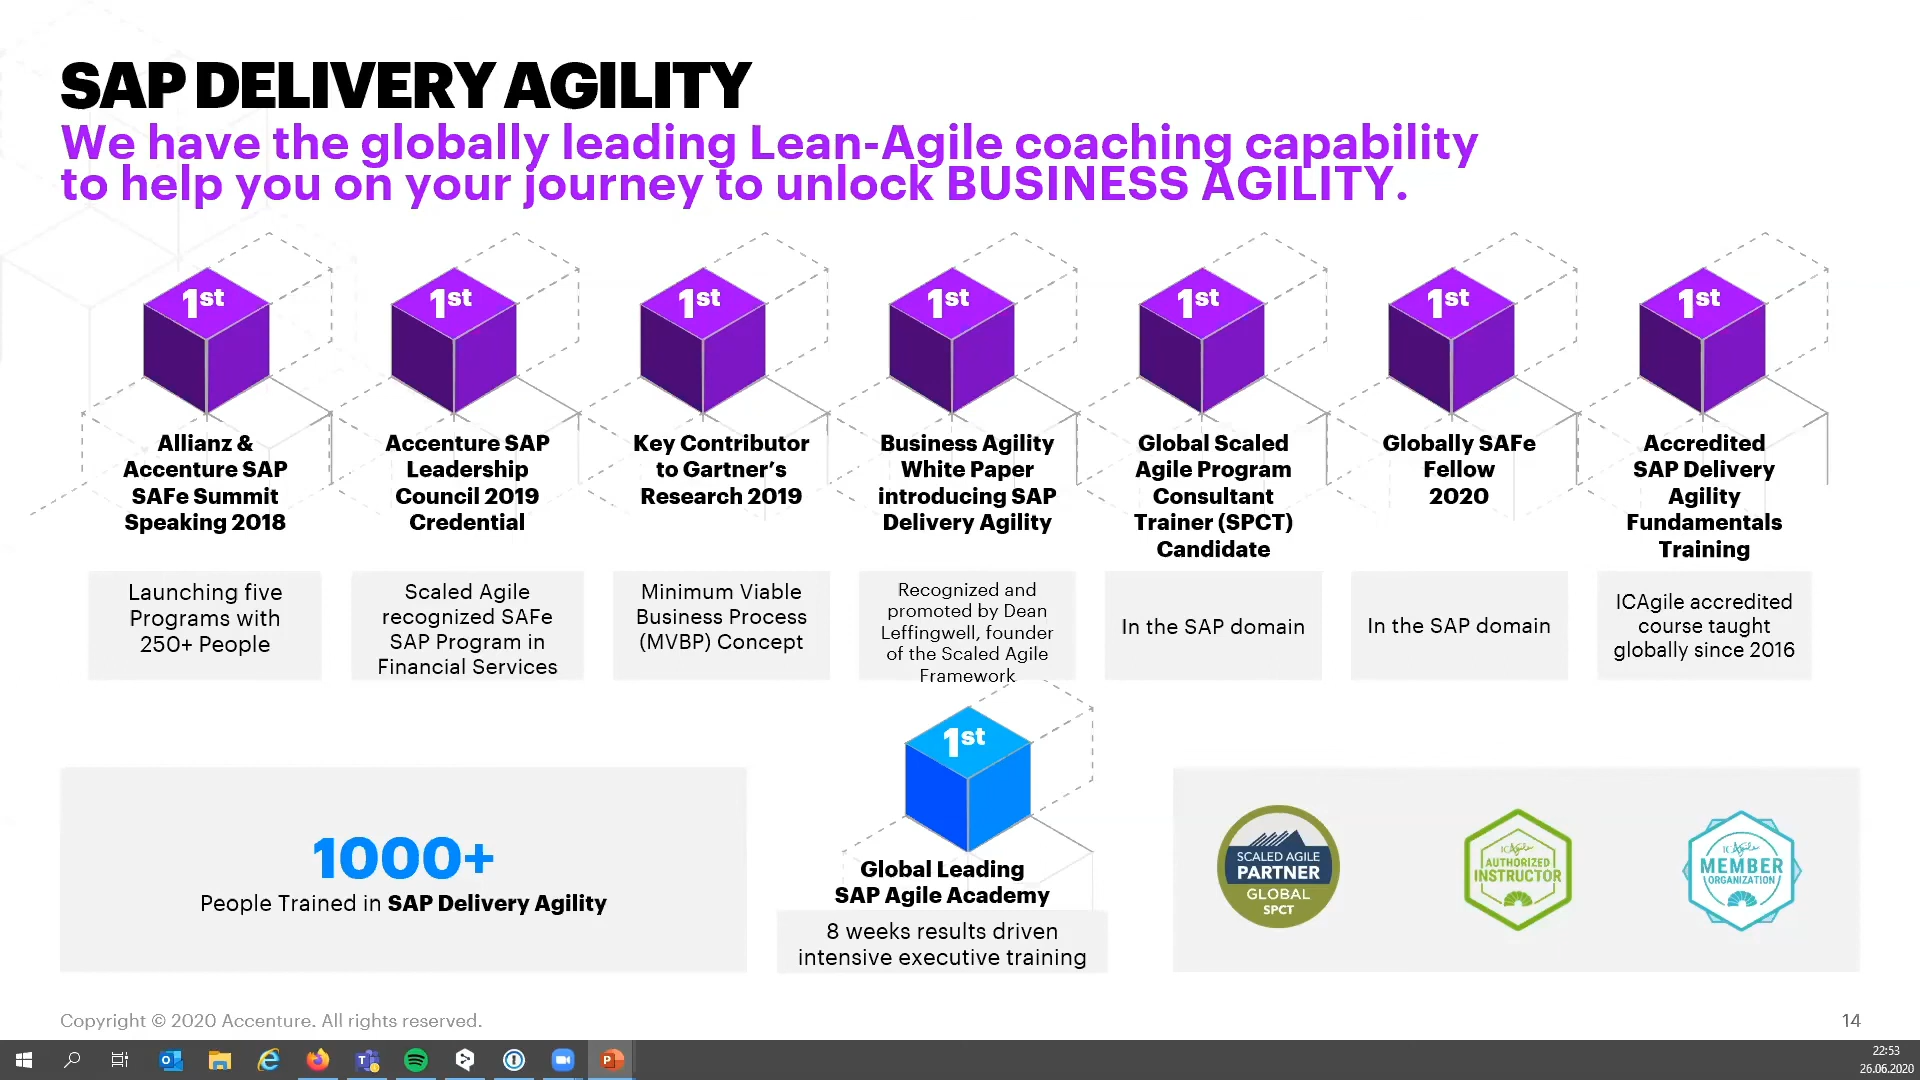 SAP DELIVERY AGILITY
We have the globally leading Lean-Agile coaching capability
to help you on your journey to unlock BUSINESS AGILITY.
1st
1st
1st
1st
1st
1st
1st
Allianz &
Accenture SAP
SAFe Summit
Speaking 2018
Accenture SAP
Leadership
Council 2019
Credential
Key Contributor
to Gartner's
Research 2019
Business Agility
White Paper
introducing SAP
Delivery Agility
Global Scaled
Agile Program
Consultant
Trainer (SPCT)
Candidate
Globally SAFe
Fellow
2020
Accredited
SAP Delivery
Agility
Fundamentals
Training
Launching five
Programs with
250+ People
Scaled Agile
recognized SAFe
SAP Program in
Financial Services
Minimum Viable
Business Process
(MVBP) Concept
Recognized and
promoted by Dean
Leffingwell, founder
of the Scaled Agile
Framework
In the SAP domain
In the SAP domain
ICAgile accredited
course taught
globally since 2016
1000+
People Trained in SAP Delivery Agility
1st
Global Leading
SAP Agile Academy
8 weeks results driven
intensive executive training
SCALED AGILE
PARTNER
GLOBAL
SPCT
ICAgile
AUTHORIZED
INSTRUCTOR
ICAgile
MEMBER
ORGANIZATION
Copyright © 2020 Accenture. All rights reserved.
14
22:53
26.06.2020